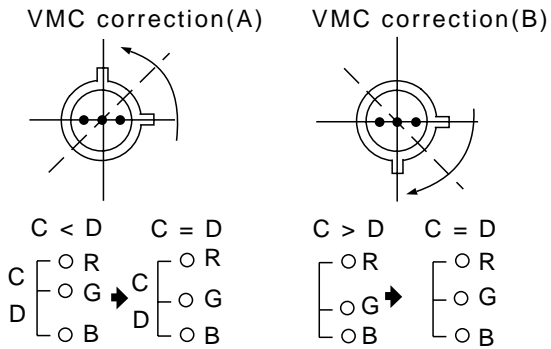 VMC correction(A)
VMC correction(B)
C < D
C = D
C > D
C = D
C
D
R
G
B
C
D
R
G
B
R
G
B
R
G
B